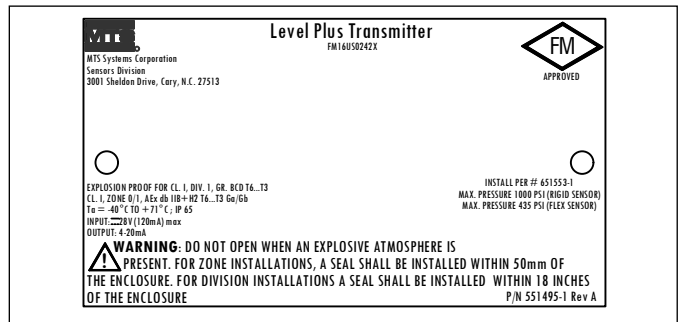 MTS
Level Plus Transmitter
FM16US0242X
MTS Systems Corporation
Sensors Division
3001 Sheldon Drive, Cary, N.C. 27513
FM
APPROVED
EXPLOSION PROOF FOR CL. I, DIV. 1, GR. BCD T6...T3
CL. I, ZONE 0/1, AEx db IIB+H2 T6...T3 Ga/Gb
Ta = -40°C TO +71°C ; IP 65
INPUT: ⎓28V (120mA) max
OUTPUT: 4-20mA
INSTALL PER # 651553-1
MAX. PRESSURE 1000 PSI (RIGID SENSOR)
MAX. PRESSURE 435 PSI (FLEX SENSOR)
WARNING: DO NOT OPEN WHEN AN EXPLOSIVE ATMOSPHERE IS
PRESENT. FOR ZONE INSTALLATIONS, A SEAL SHALL BE INSTALLED WITHIN 50mm OF
THE ENCLOSURE. FOR DIVISION INSTALLATIONS A SEAL SHALL BE INSTALLED WITHIN 18 INCHES
OF THE ENCLOSURE
P/N 551495-1 Rev A